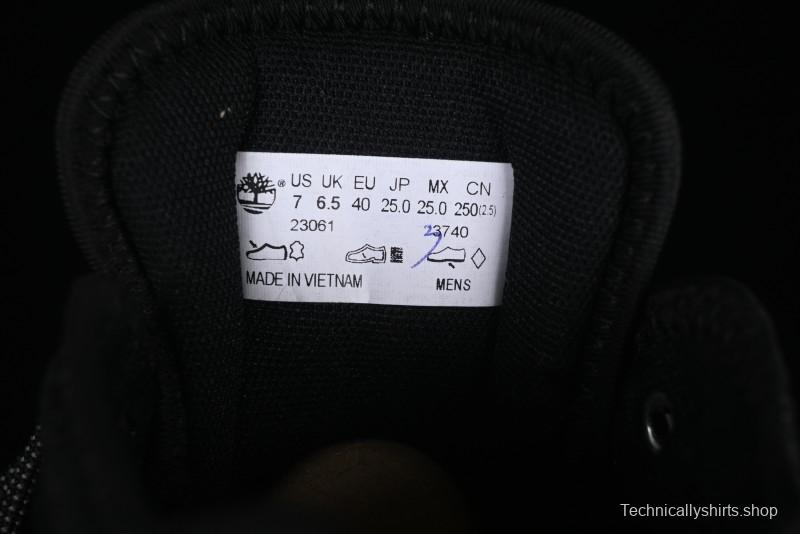 ® US UK EU JP MX CN
7 6.5 40 25.0 25.0 250(2.5)
23061 23740
MADE IN VIETNAM MENS
Technicallyshirts.shop